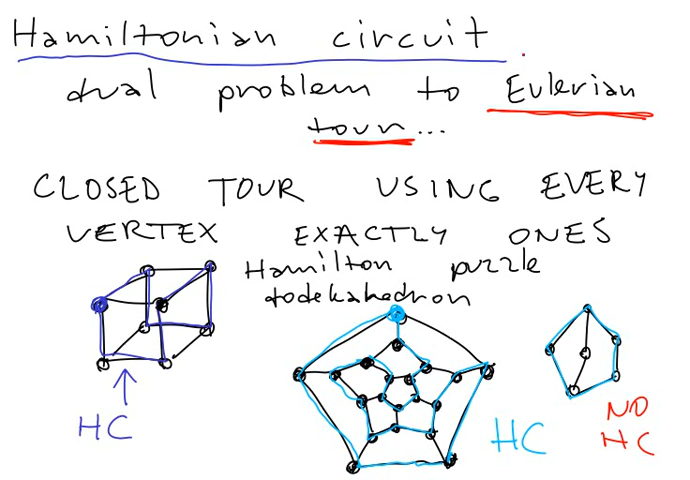 Hamiltonian circuit
dual problem to Eulerian
tour...
CLOSED TOUR USING EVERY
VERTEX EXACTLY ONES
Hamilton puzzle
dodekahedron
HC
HC
NO
HC